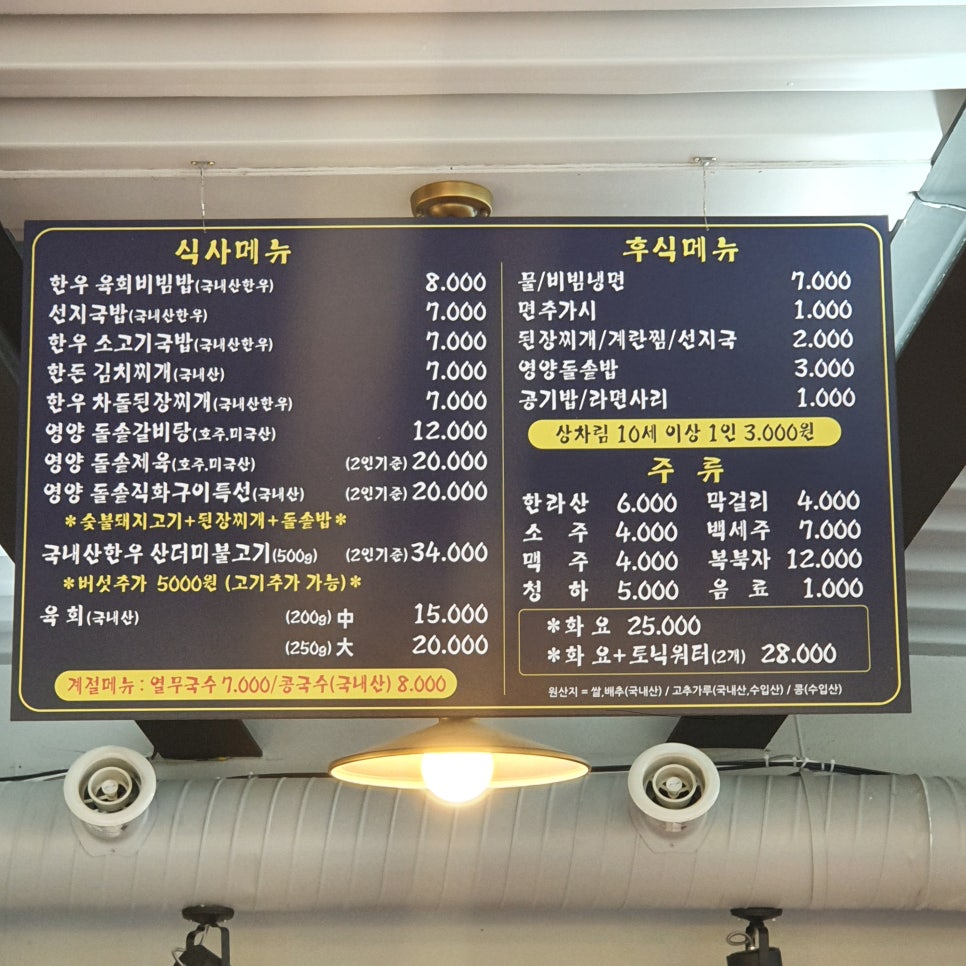 식사메뉴
한우 육회비빔밥(국내산한우) 8.000
선지국밥(국내산한우) 7.000
한우 소고기국밥(국내산한우) 7.000
한돈 김치찌개(국내산) 7.000
한우 차돌된장찌개(국내산한우) 7.000
영양 돌솥갈비탕(호주,미국산) 12.000
영양 돌솥제육(호주,미국산) (2인기준) 20.000
영양 돌솥직화구이특선(국내산) (2인기준) 20.000
*숯불돼지고기+된장찌개+돌솥밥*
국내산한우 산더미불고기(500g) (2인기준) 34.000
*버섯추가 5000원 (고기추가 가능)*
육 회(국내산) (200g) 中 15.000
(250g) 大 20.000
계절메뉴 : 열무국수 7.000/콩국수(국내산) 8.000
후식메뉴
물/비빔냉면 7.000
면추가시 1.000
된장찌개/계란찜/선지국 2.000
영양돌솥밥 3.000
공기밥/라면사리 1.000
상차림 10세 이상 1인 3.000원
주 류
한라산 6.000 막걸리 4.000
소 주 4.000 백세주 7.000
맥 주 4.000 복복자 12.000
청 하 5.000 음 료 1.000
*화 요 25.000
*화 요+토닉워터(2개) 28.000
원산지 = 쌀,배추(국내산) / 고추가루(국내산,수입산) / 콩(수입산)